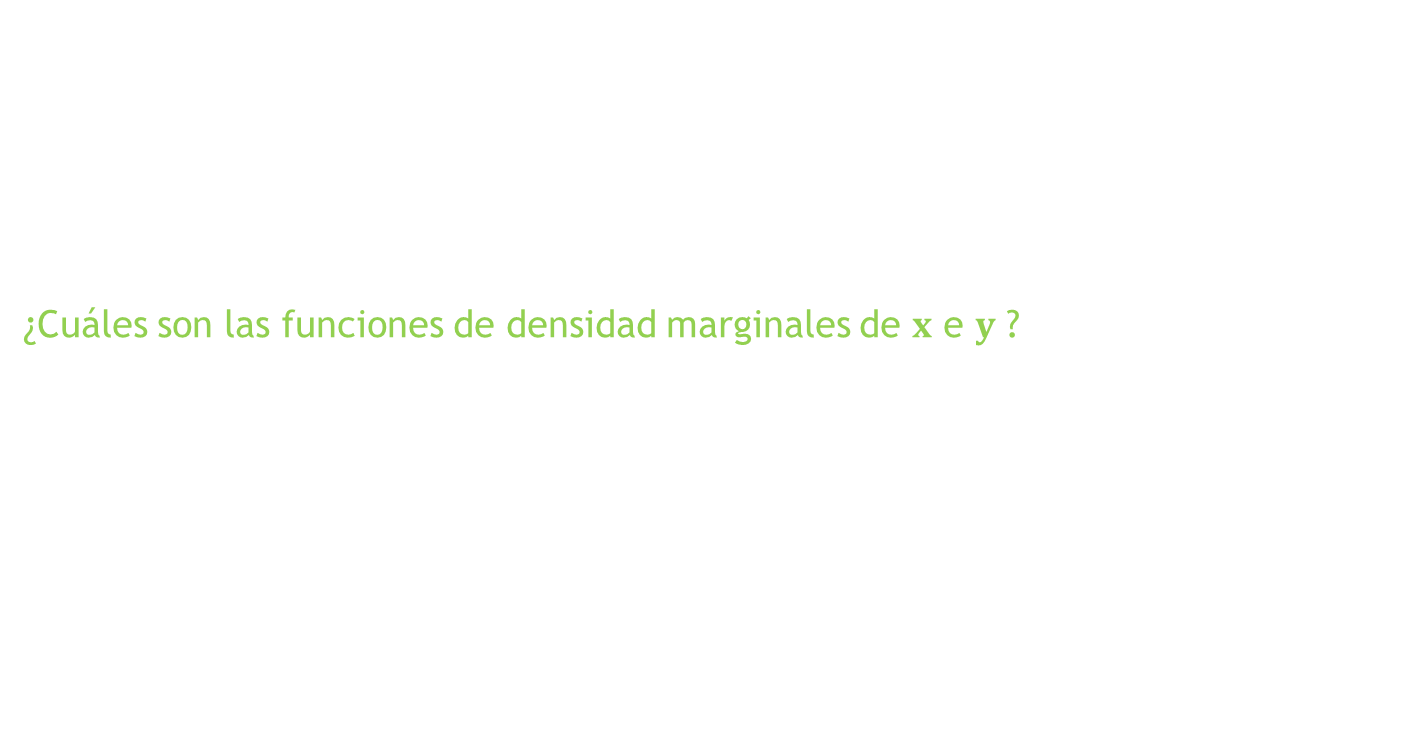 ¿Cuáles son las funciones de densidad marginales de x e y ?